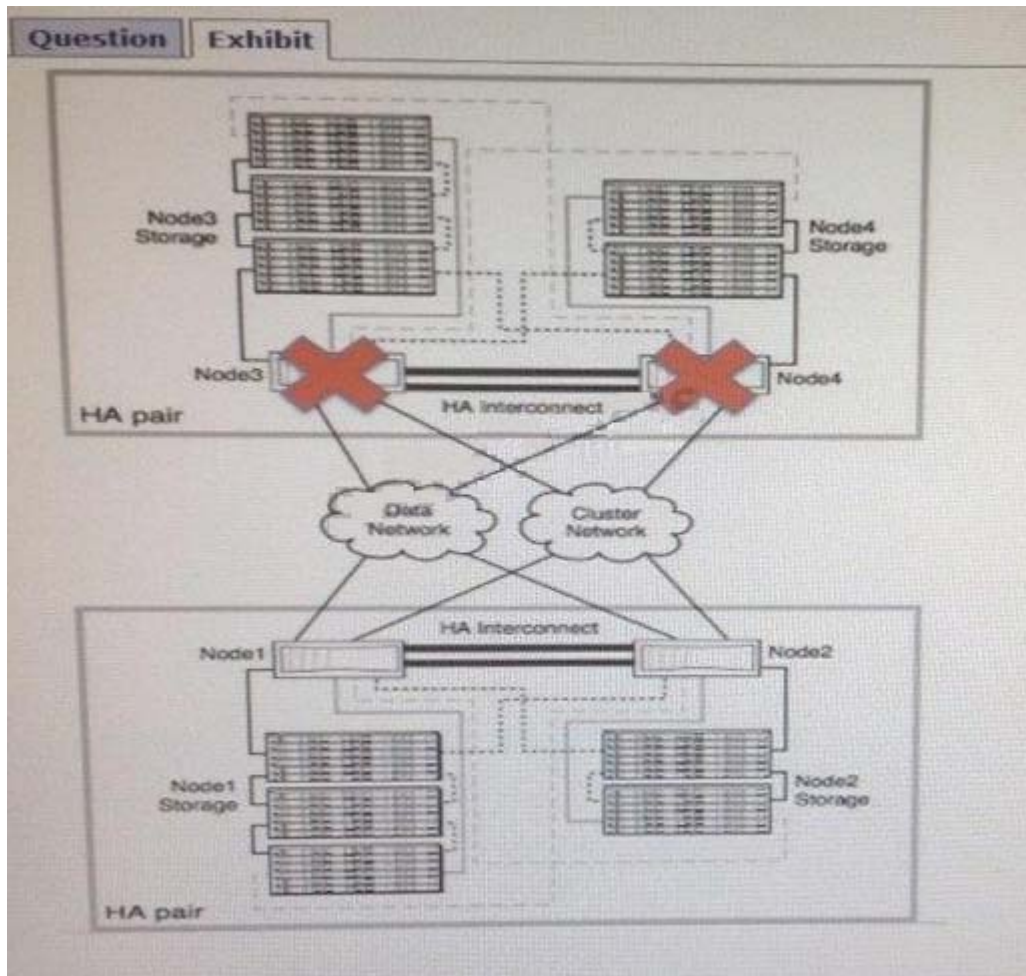 Question
Exhibit
Node3
Storage
Node4
Storage
Node3
Node4
HA Interconnect
HA pair
Data
Network
Cluster
Network
HA Interconnect
Node1
Node2
Node1
Storage
Node2
Storage
HA pair